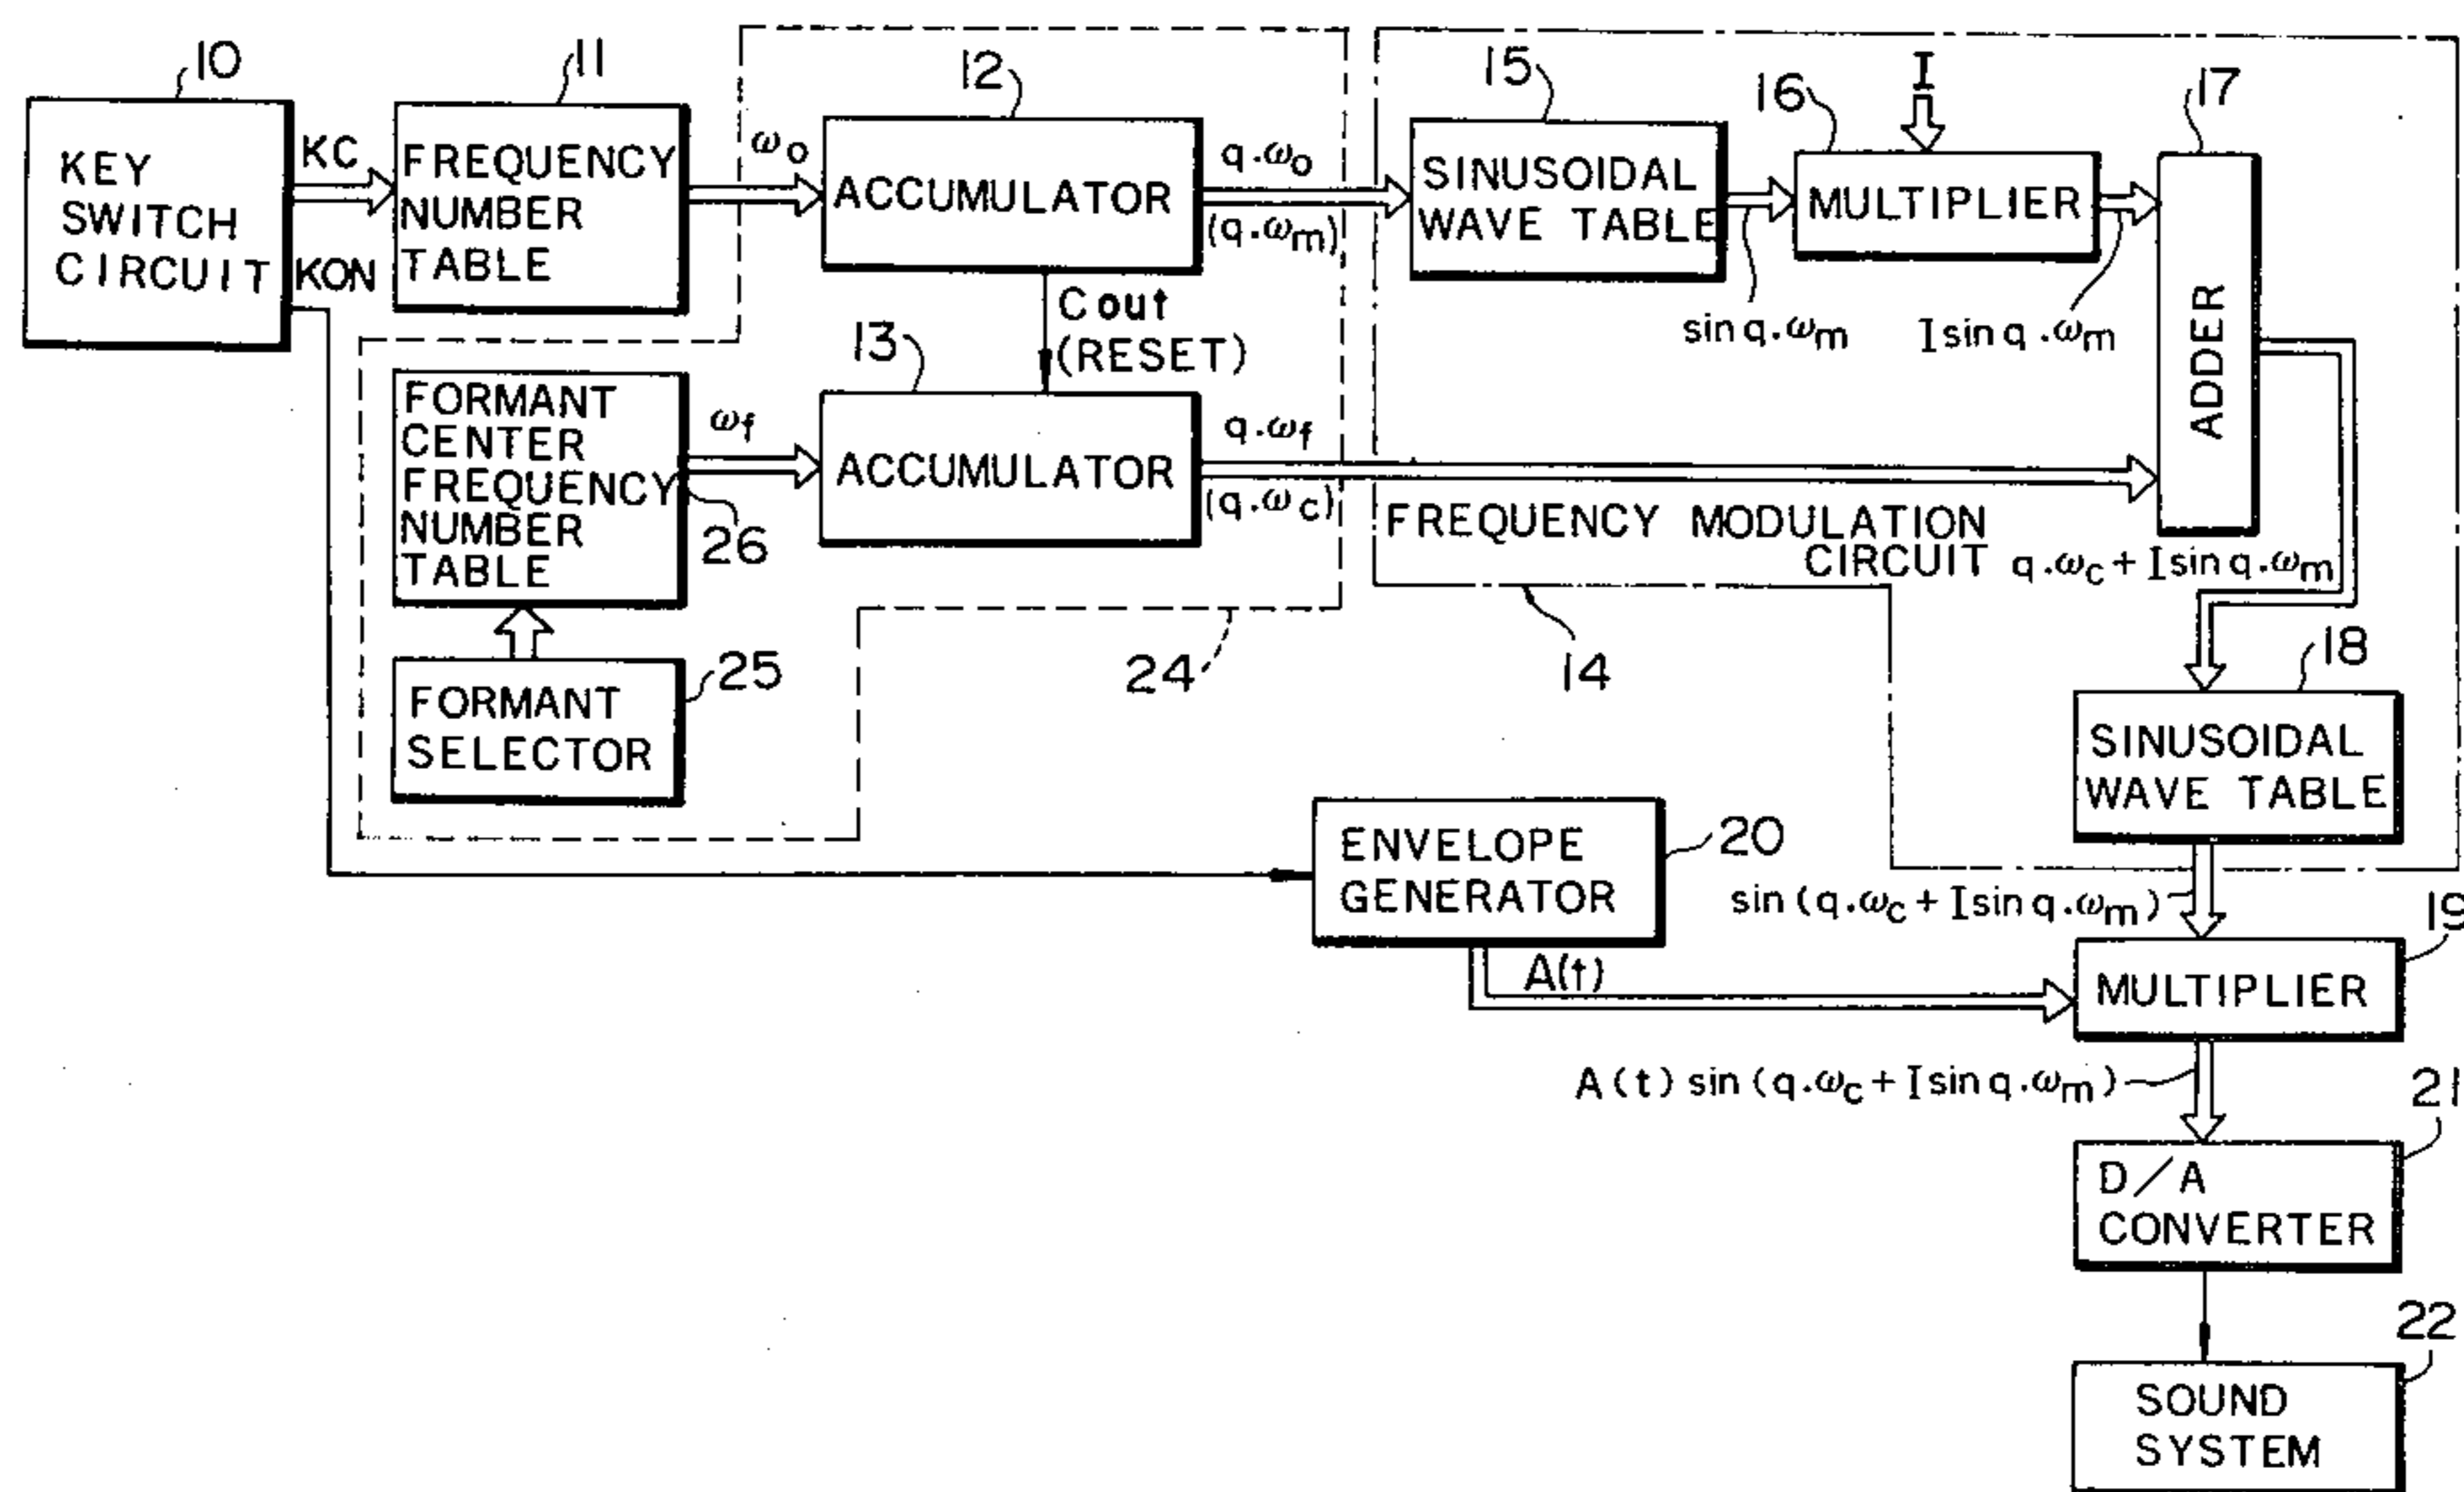 10
KEY
SWITCH
CIRCUIT
KC
KON
11
FREQUENCY
NUMBER
TABLE
ωo
12
ACCUMULATOR
q.ωo
(q.ωm)
Cout
(RESET)
13
ACCUMULATOR
q.ωf
(q.ωc)
FORMANT
CENTER
FREQUENCY
NUMBER
TABLE
26
ωf
FORMANT
SELECTOR
25
24
15
SINUSOIDAL
WAVE TABLE
sin q.ωm
16
I
MULTIPLIER
I sin q.ωm
17
ADDER
FREQUENCY MODULATION
CIRCUIT
14
q.ωc + I sin q.ωm
18
SINUSOIDAL
WAVE TABLE
sin (q.ωc + I sin q.ωm)
ENVELOPE
GENERATOR
20
A(t)
19
MULTIPLIER
A(t) sin (q.ωc + I sin q.ωm)
21
D/A
CONVERTER
22
SOUND
SYSTEM